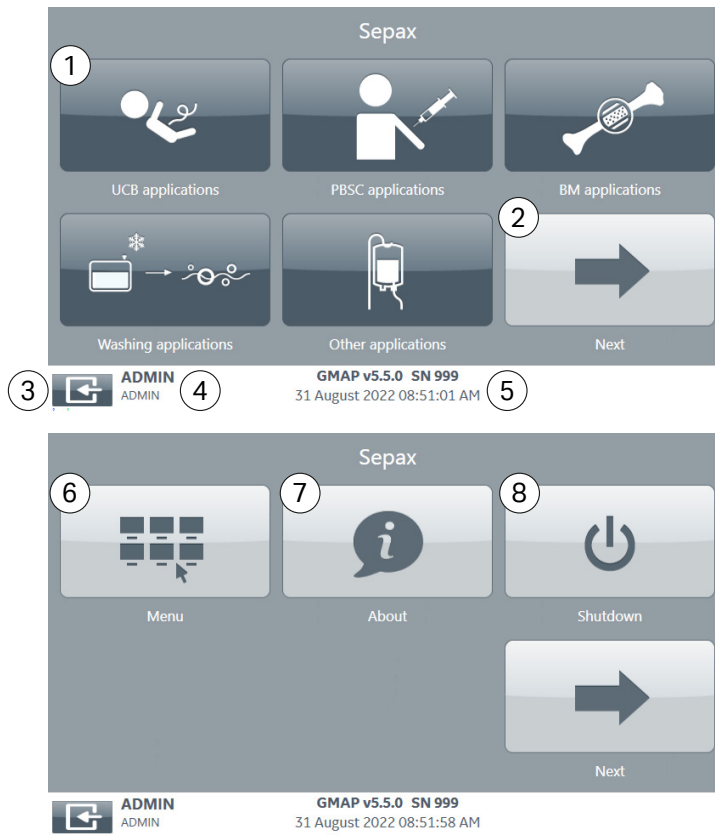 Sepax
1
UCB applications
PBSC applications
BM applications
2
Washing applications
Other applications
Next
3
ADMIN
ADMIN
4
GMAP v5.5.0 SN 999
31 August 2022 08:51:01 AM
5
Sepax
6
7
8
i
Menu
About
Shutdown
Next
ADMIN
ADMIN
GMAP v5.5.0 SN 999
31 August 2022 08:51:58 AM